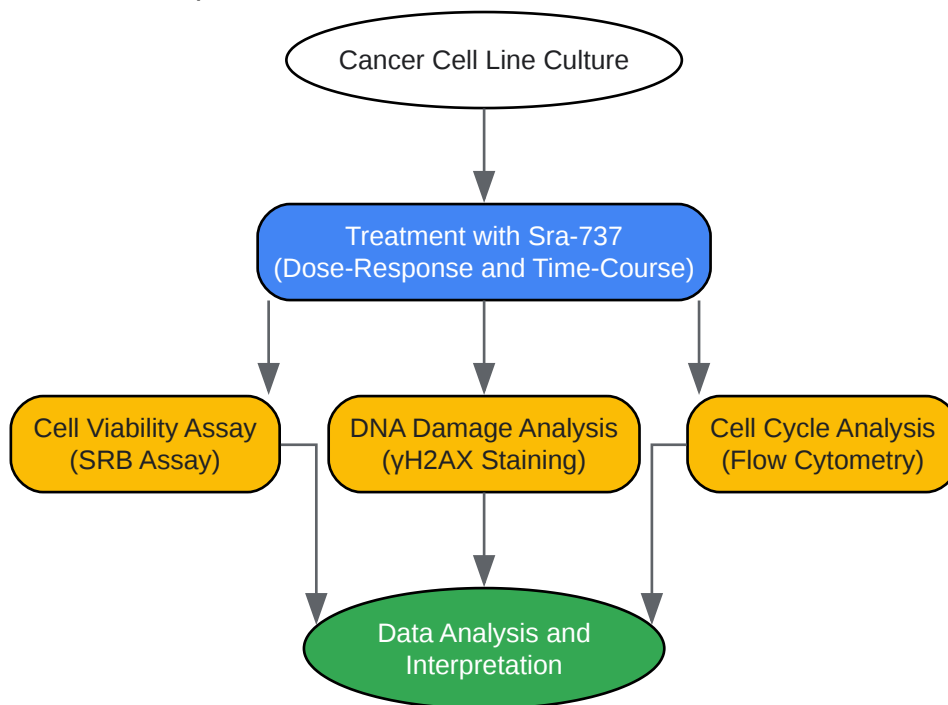 Cancer Cell Line Culture
Treatment with Sra-737
(Dose-Response and Time-Course)
Cell Viability Assay
(SRB Assay)
DNA Damage Analysis
(γH2AX Staining)
Cell Cycle Analysis
(Flow Cytometry)
Data Analysis and
Interpretation